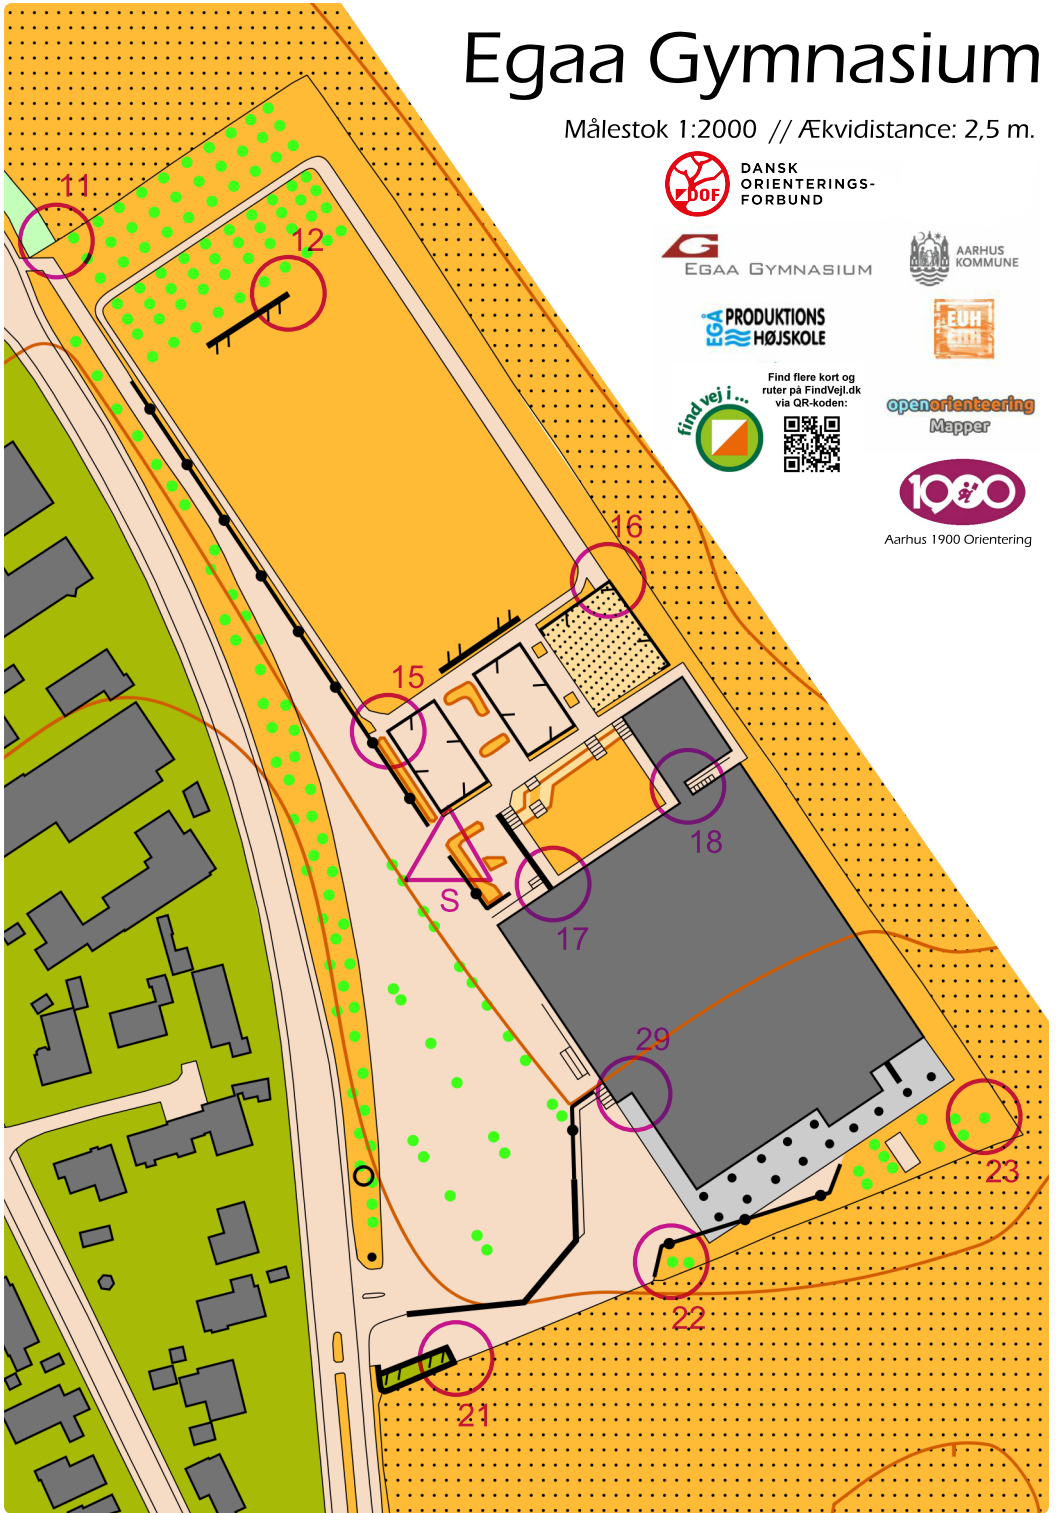 Egaa Gymnasium
Målestok 1:2000 // Ækvidistance: 2,5 m.
DOF
DANSK
ORIENTERINGS-
FORBUND
G
EGAA GYMNASIUM
AARHUS
KOMMUNE
EGÅ
PRODUKTIONS
HØJSKOLE
EUH
find vej i ...
Find flere kort og
ruter på FindVejI.dk
via QR-koden:
openorienteering
Mapper
1900
Aarhus 1900 Orientering
11
12
16
15
18
S
17
29
23
22
21